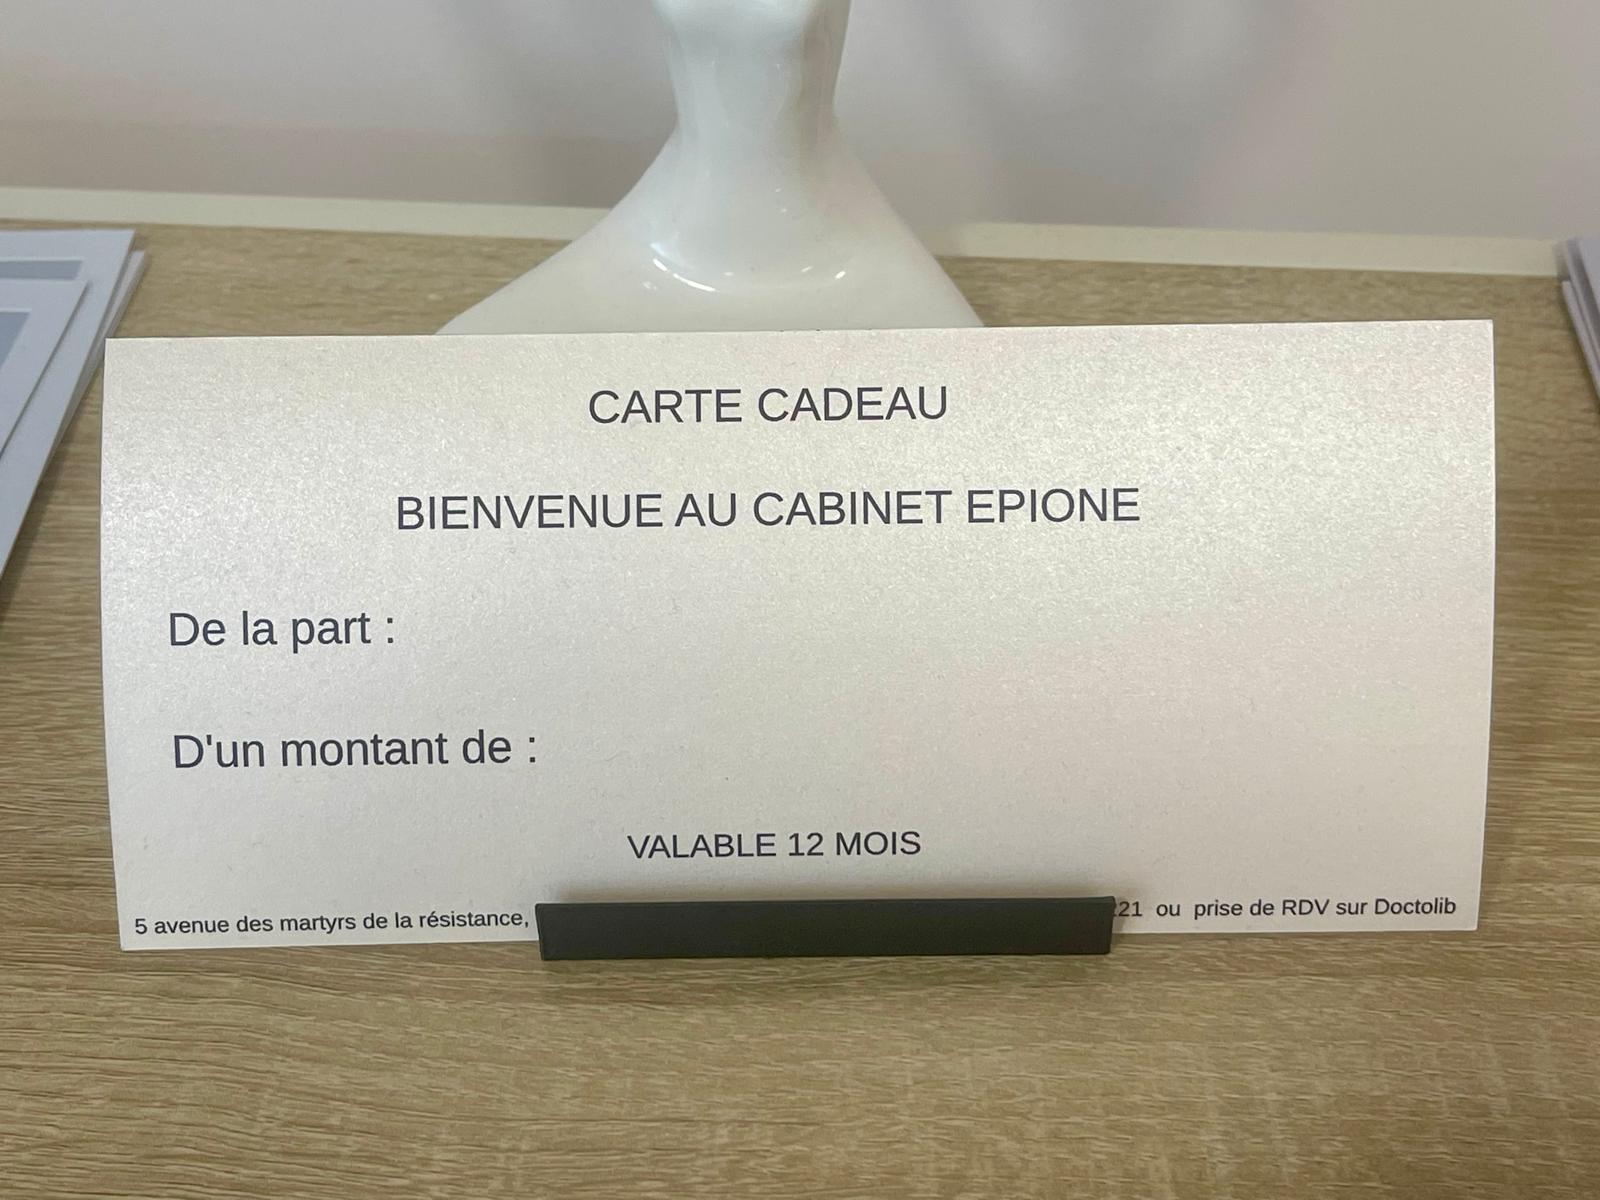 CARTE CADEAU
BIENVENUE AU CABINET EPIONE
De la part :
D'un montant de :
VALABLE 12 MOIS
5 avenue des martyrs de la résistance, 21 ou prise de RDV sur Doctolib